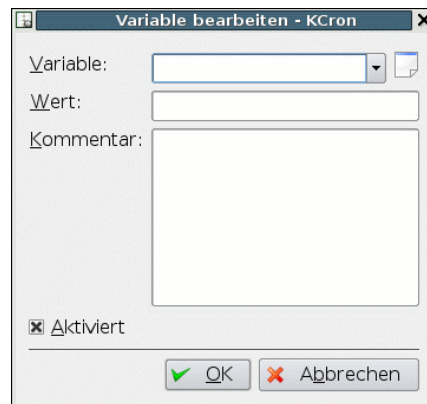 Variable bearbeiten - KCron
Variable:
Wert:
Kommentar:
Aktiviert
OK
Abbrechen